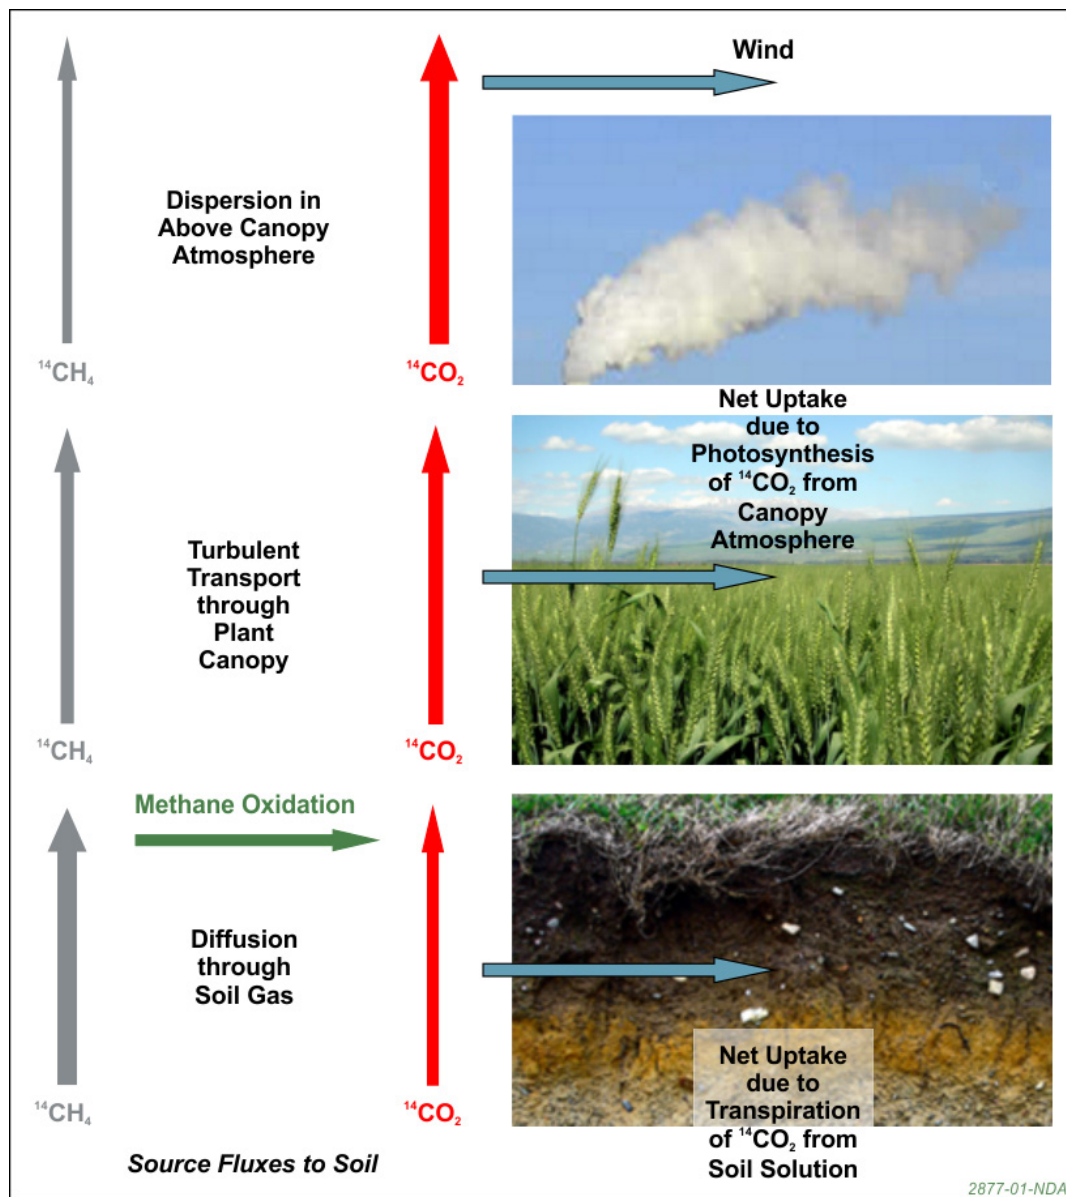 Wind
Dispersion in
Above Canopy
Atmosphere
¹⁴CH₄
¹⁴CO₂
Net Uptake
due to
Photosynthesis
of ¹⁴CO₂ from
Canopy
Atmosphere
Turbulent
Transport
through
Plant
Canopy
¹⁴CH₄
¹⁴CO₂
Methane Oxidation
Diffusion
through
Soil Gas
Net Uptake
due to
Transpiration
of ¹⁴CO₂ from
Soil Solution
¹⁴CH₄
¹⁴CO₂
Source Fluxes to Soil
2877-01-NDA